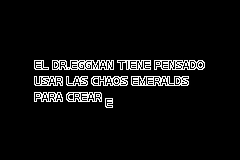 EL DR.EGGMAN TIENE PENSADO
USAR LAS CHAOS EMERALDS
PARA CREAR E